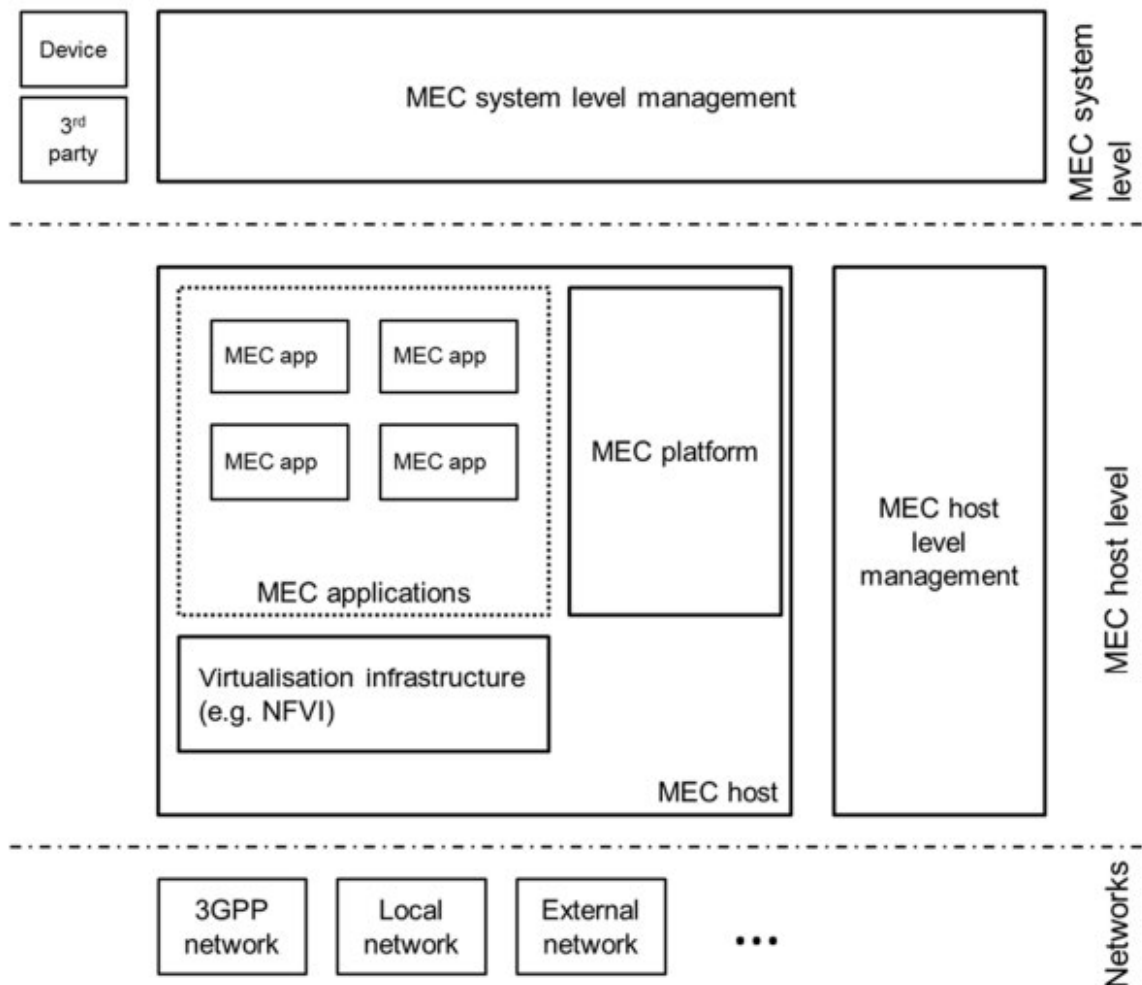 Device
3rd
party
MEC system level management
MEC system
level
MEC app
MEC app
MEC app
MEC app
MEC applications
MEC platform
Virtualisation infrastructure
(e.g. NFVI)
MEC host
MEC host
level
management
MEC host level
3GPP
network
Local
network
External
network
...
Networks